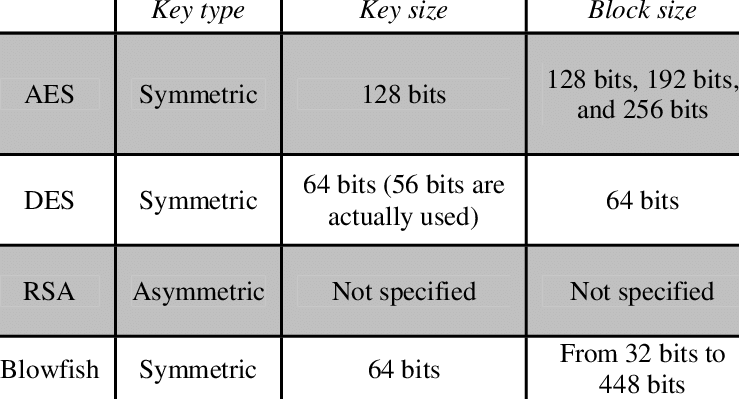 Key type Key size Block size
AES Symmetric 128 bits 128 bits, 192 bits, and 256 bits
DES Symmetric 64 bits (56 bits are actually used) 64 bits
RSA Asymmetric Not specified Not specified
Blowfish Symmetric 64 bits From 32 bits to 448 bits